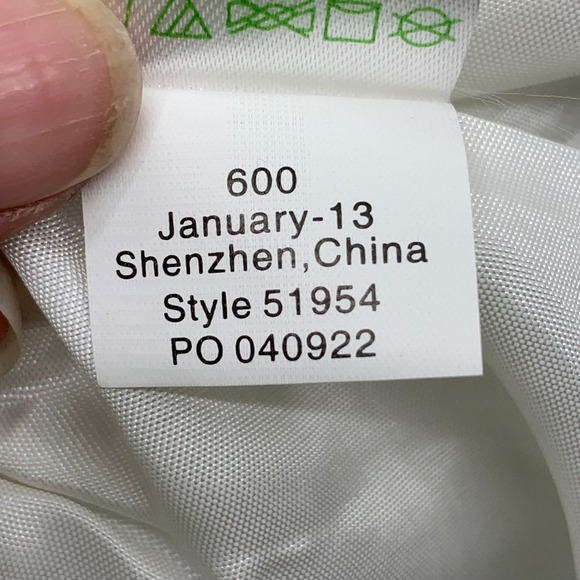 600
January-13
Shenzhen,China
Style 51954
PO 040922